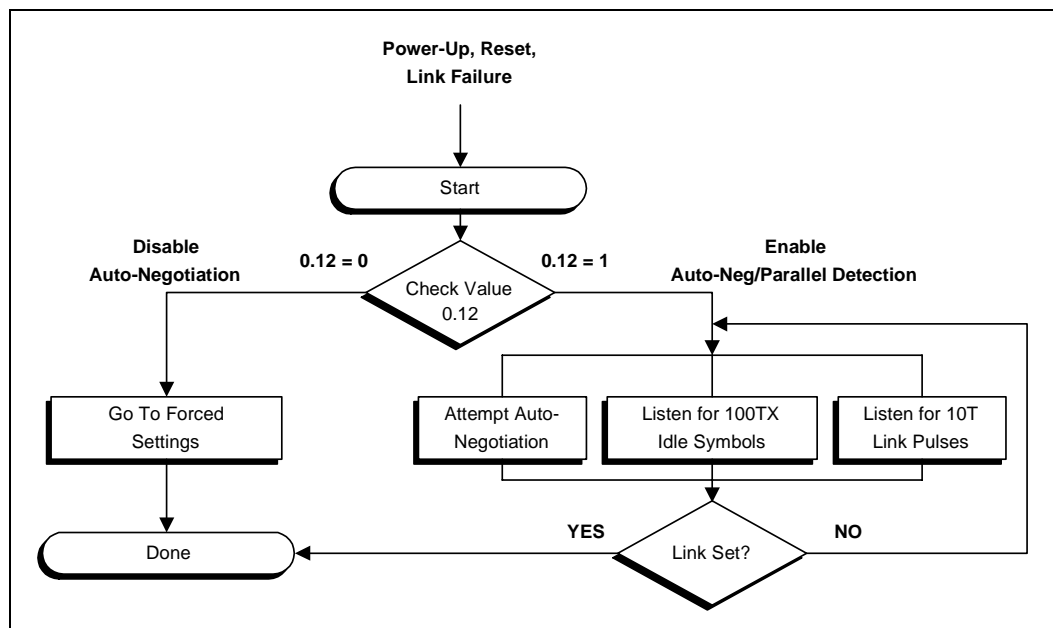 Power-Up, Reset,
Link Failure
Start
Disable
Auto-Negotiation
0.12 = 0
0.12 = 1
Enable
Auto-Neg/Parallel Detection
Check Value
0.12
Go To Forced
Settings
Attempt Auto-
Negotiation
Listen for 100TX
Idle Symbols
Listen for 10T
Link Pulses
Done
YES
Link Set?
NO